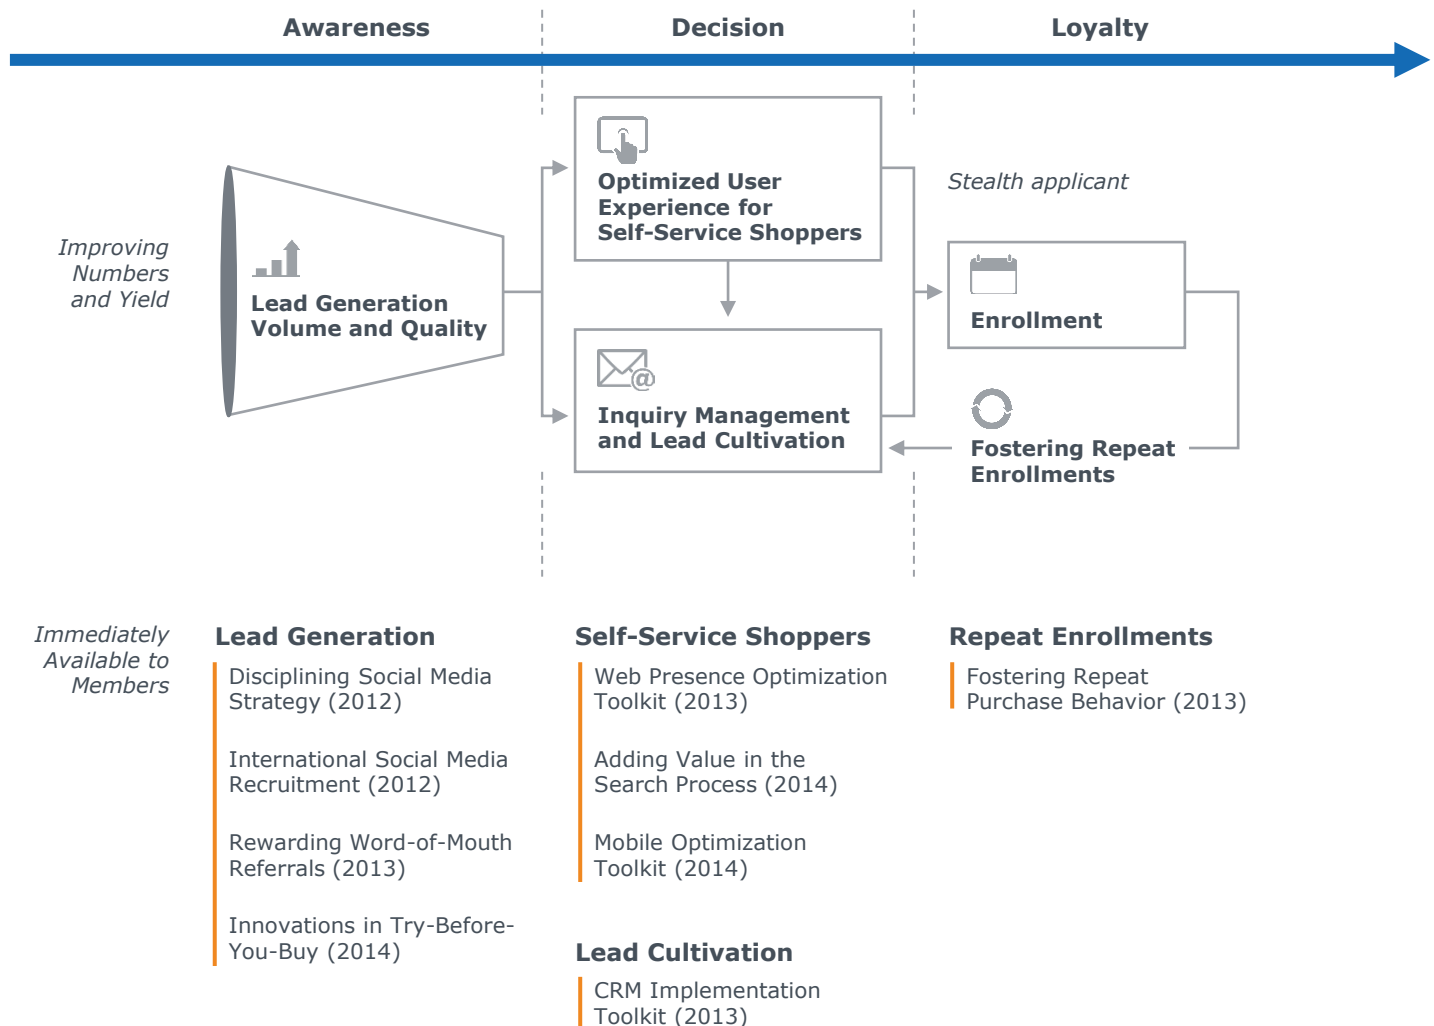 Awareness
Decision
Loyalty
Improving
Numbers
and Yield
Lead Generation
Volume and Quality
Optimized User
Experience for
Self-Service Shoppers
@
Inquiry Management
and Lead Cultivation
Stealth applicant
Enrollment
Fostering Repeat
Enrollments
Immediately
Available to
Members
Lead Generation
Disciplining Social Media
Strategy (2012)
International Social Media
Recruitment (2012)
Rewarding Word-of-Mouth
Referrals (2013)
Innovations in Try-Before-
You-Buy (2014)
Self-Service Shoppers
Web Presence Optimization
Toolkit (2013)
Adding Value in the
Search Process (2014)
Mobile Optimization
Toolkit (2014)
Lead Cultivation
CRM Implementation
Toolkit (2013)
Repeat Enrollments
Fostering Repeat
Purchase Behavior (2013)